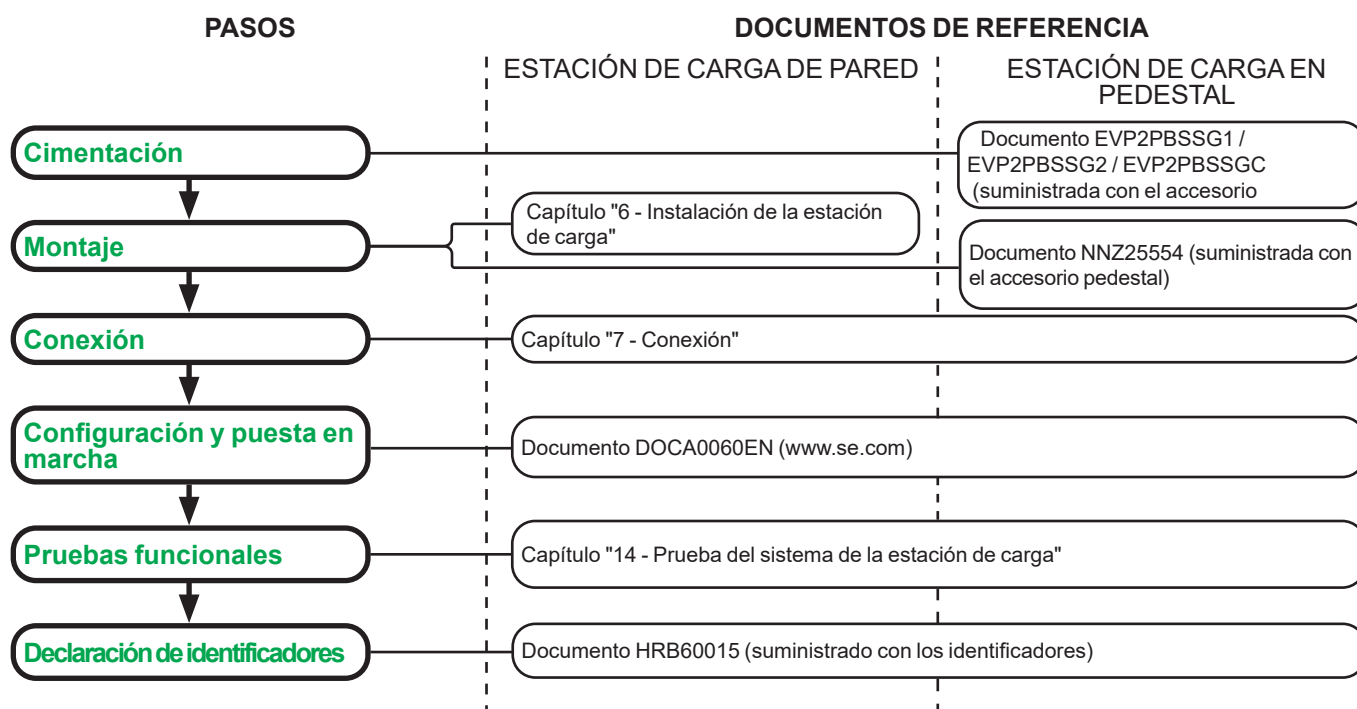 PASOS
DOCUMENTOS DE REFERENCIA
ESTACIÓN DE CARGA DE PARED
ESTACIÓN DE CARGA EN
PEDESTAL
Cimentación
Documento EVP2PBSSG1 /
EVP2PBSSG2 / EVP2PBSSGC
(suministrada con el accesorio
Montaje
Capítulo "6 - Instalación de la estación
de carga"
Documento NNZ25554 (suministrada con
el accesorio pedestal)
Conexión
Capítulo "7 - Conexión"
Configuración y puesta en
marcha
Documento DOCA0060EN (www.se.com)
Pruebas funcionales
Capítulo "14 - Prueba del sistema de la estación de carga"
Declaración de identificadores
Documento HRB60015 (suministrado con los identificadores)